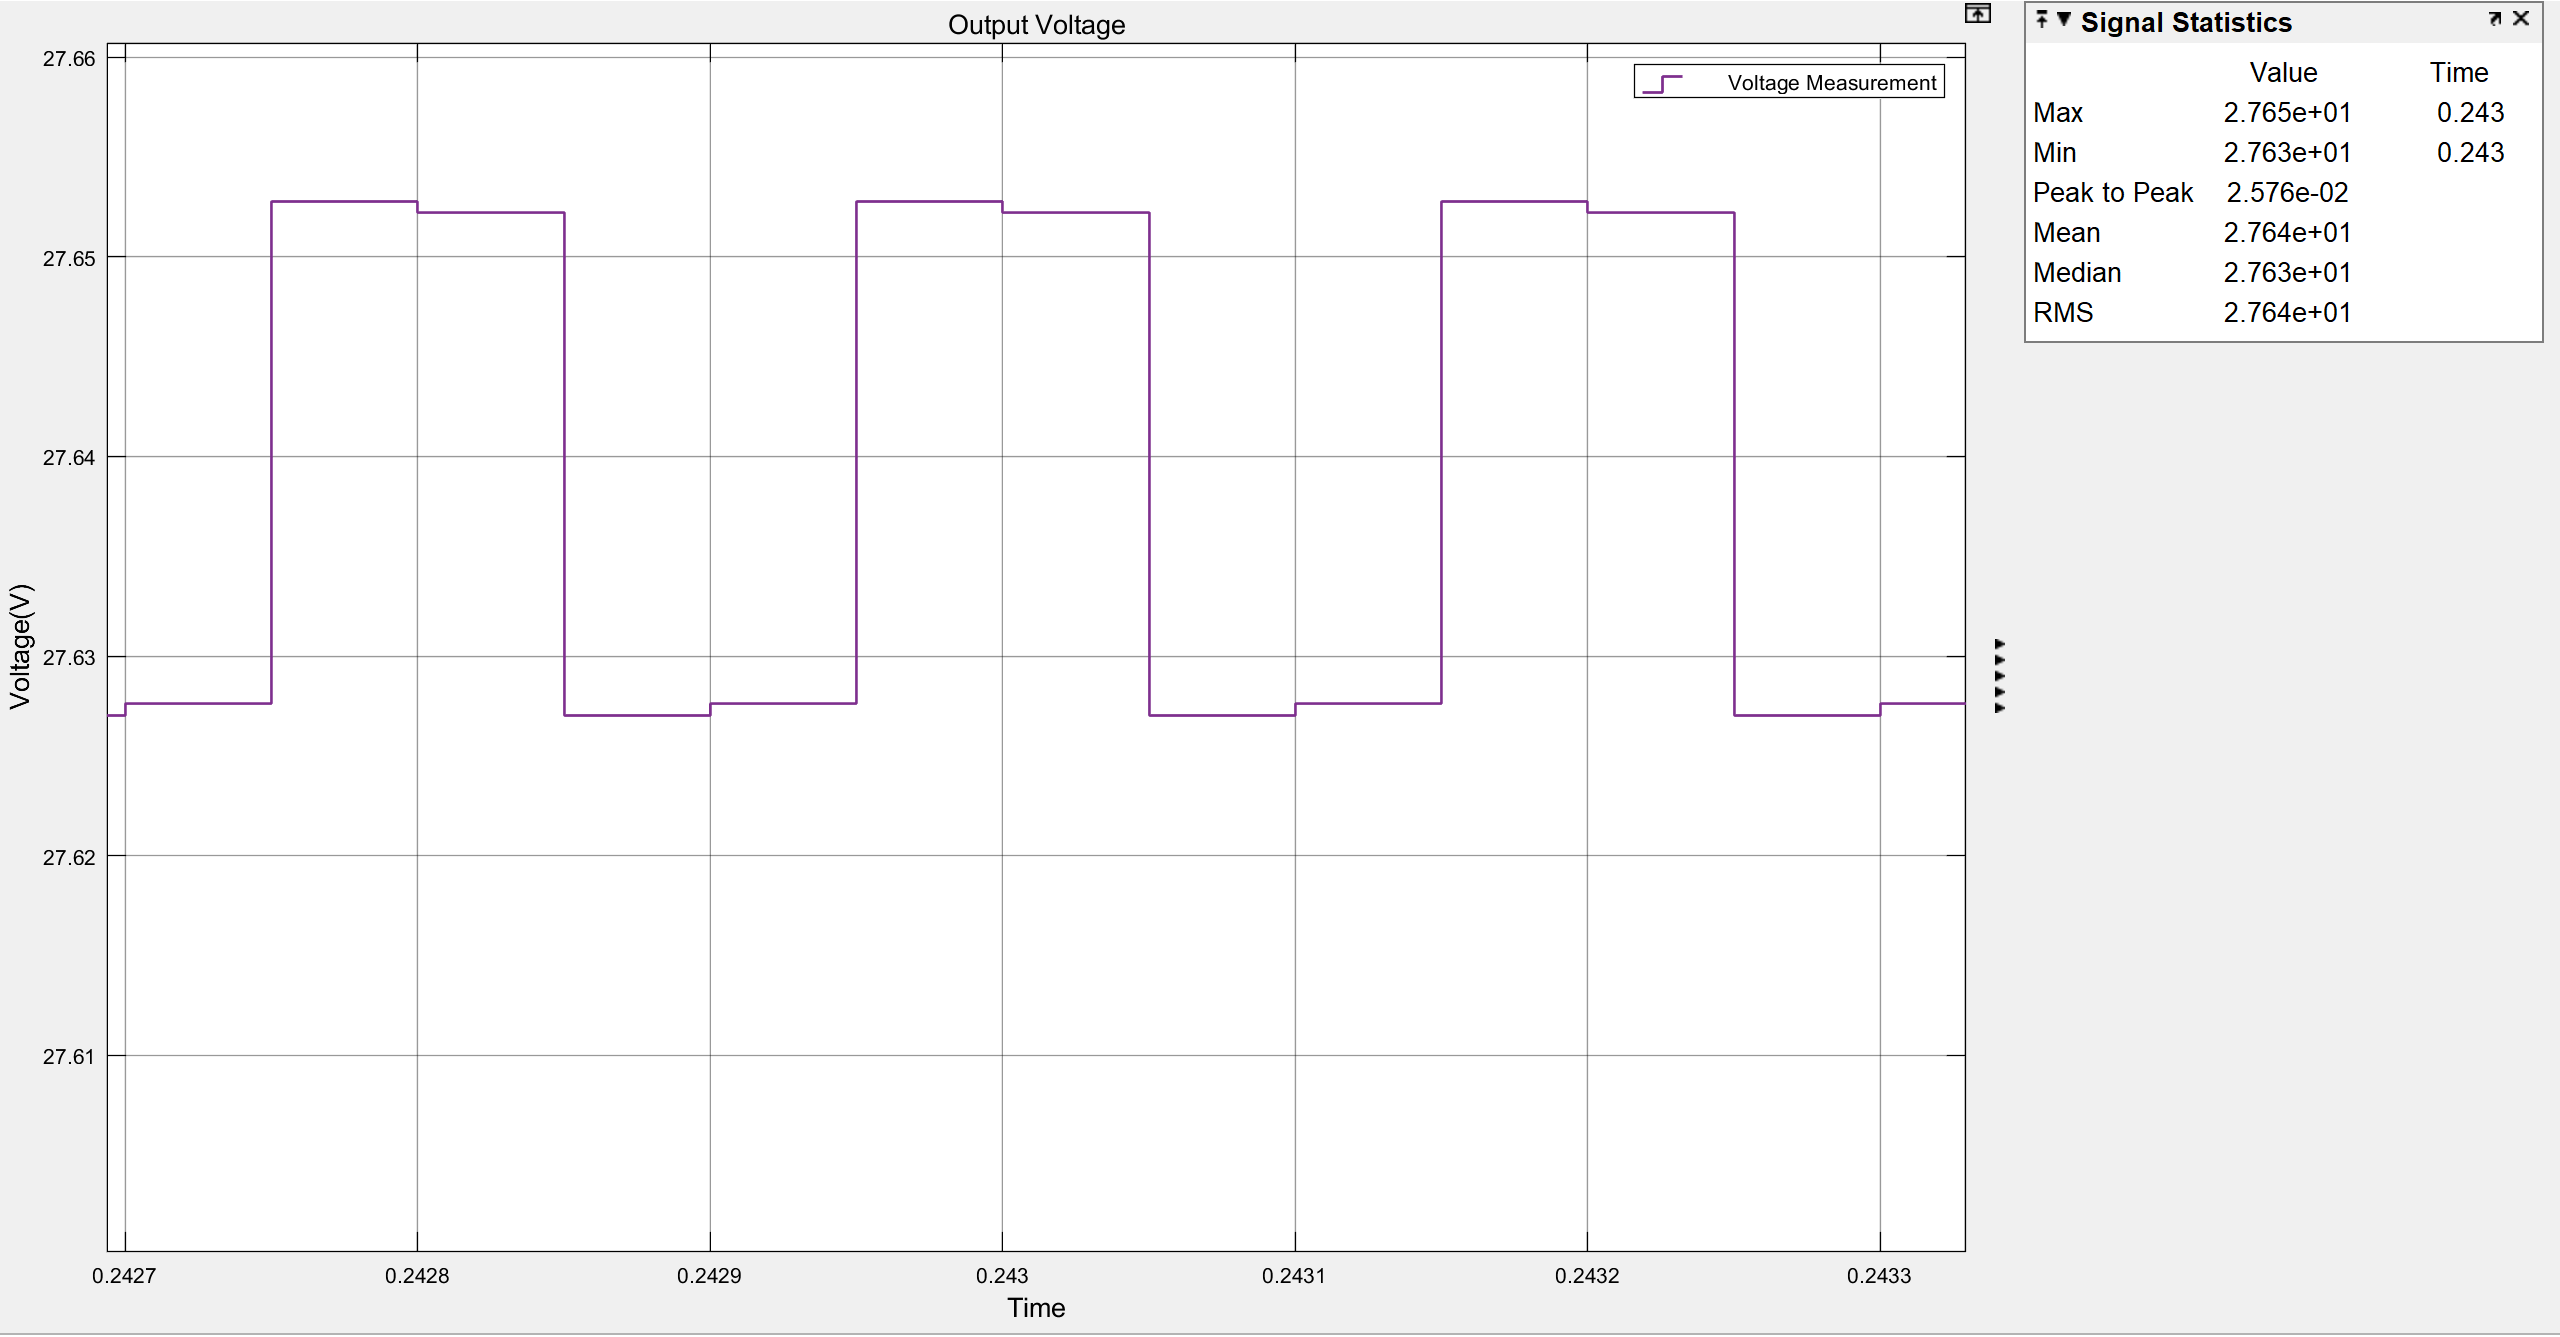 Output Voltage
Voltage Measurement
Voltage(V)
27.66
27.65
27.64
27.63
27.62
27.61
0.2427 0.2428 0.2429 0.243 0.2431 0.2432 0.2433
Time
Signal Statistics
Value Time
Max 2.765e+01 0.243
Min 2.763e+01 0.243
Peak to Peak 2.576e-02
Mean 2.764e+01
Median 2.763e+01
RMS 2.764e+01